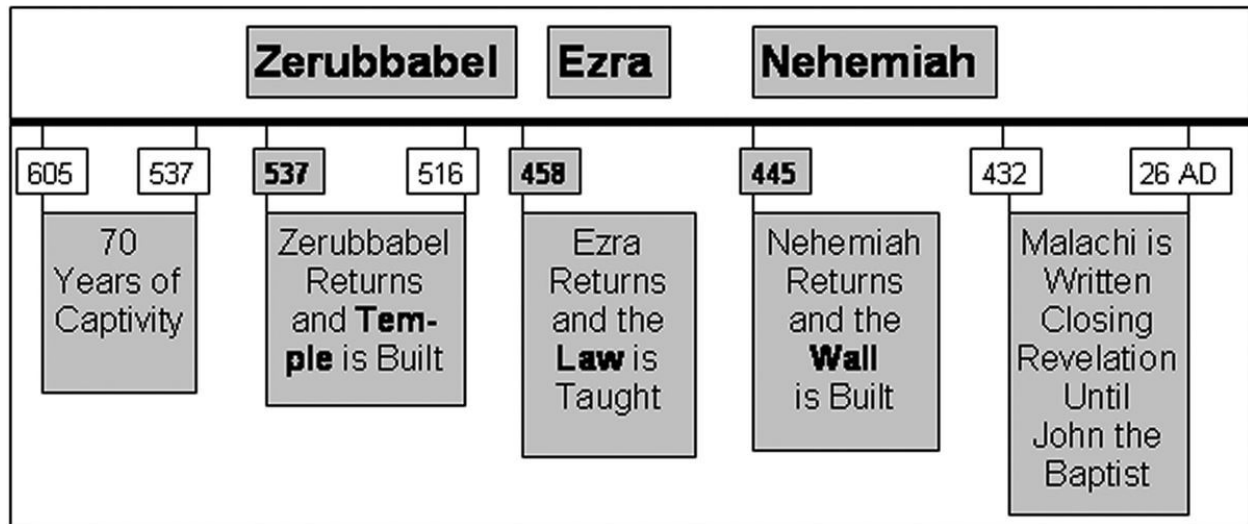 Zerubbabel Ezra Nehemiah
605 537 537 516 458 445 432 26 AD
70
Years of
Captivity
Zerubbabel
Returns
and Tem-
ple is Built
Ezra
Returns
and the
Law is
Taught
Nehemiah
Returns
and the
Wall
is Built
Malachi is
Written
Closing
Revelation
Until
John the
Baptist